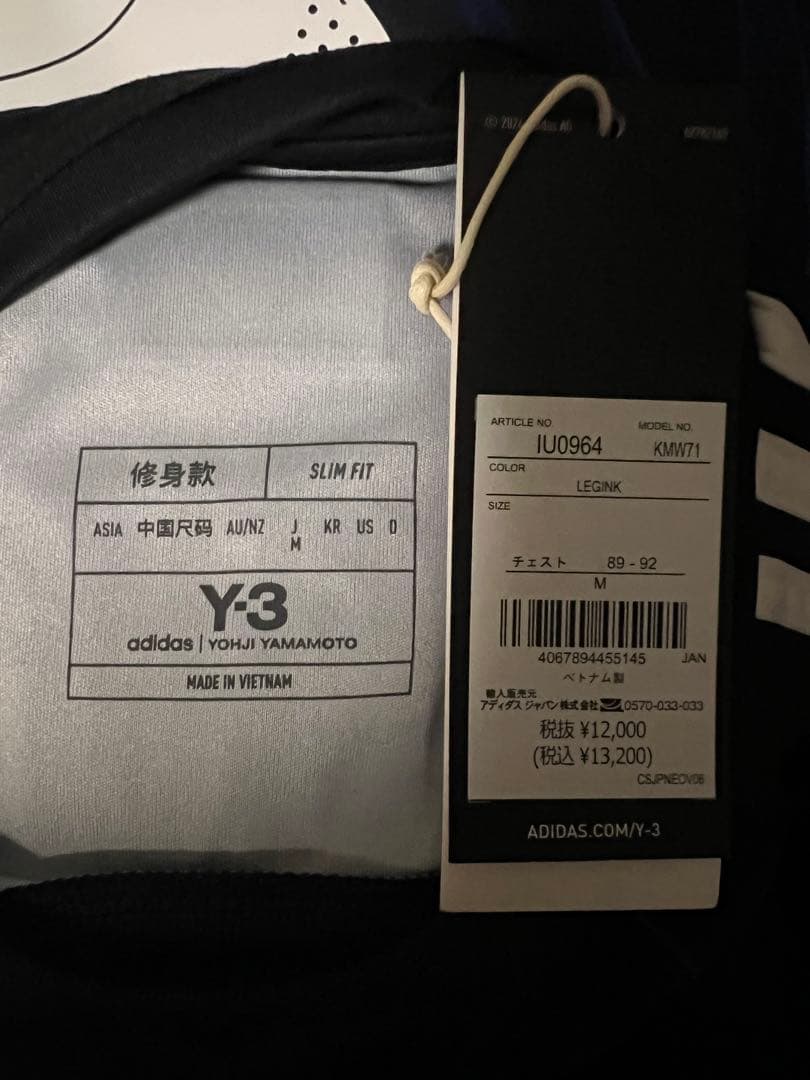 修身款 SLIM FIT
ASIA 中国尺码 AU/NZ J KR US O
M
Y-3
adidas | YOHJI YAMAMOTO
MADE IN VIETNAM
ARTICLE NO. MODEL NO.
IU0964 KMW71
COLOR
LEGINK
SIZE
チェスト 89 - 92
M
4067894455145 JAN
ベトナム製
輸入販売元
アディダス ジャパン株式会社 0570-033-033
税抜 ¥12,000
(税込 ¥13,200)
CSJPNEOV06
ADIDAS.COM/Y-3